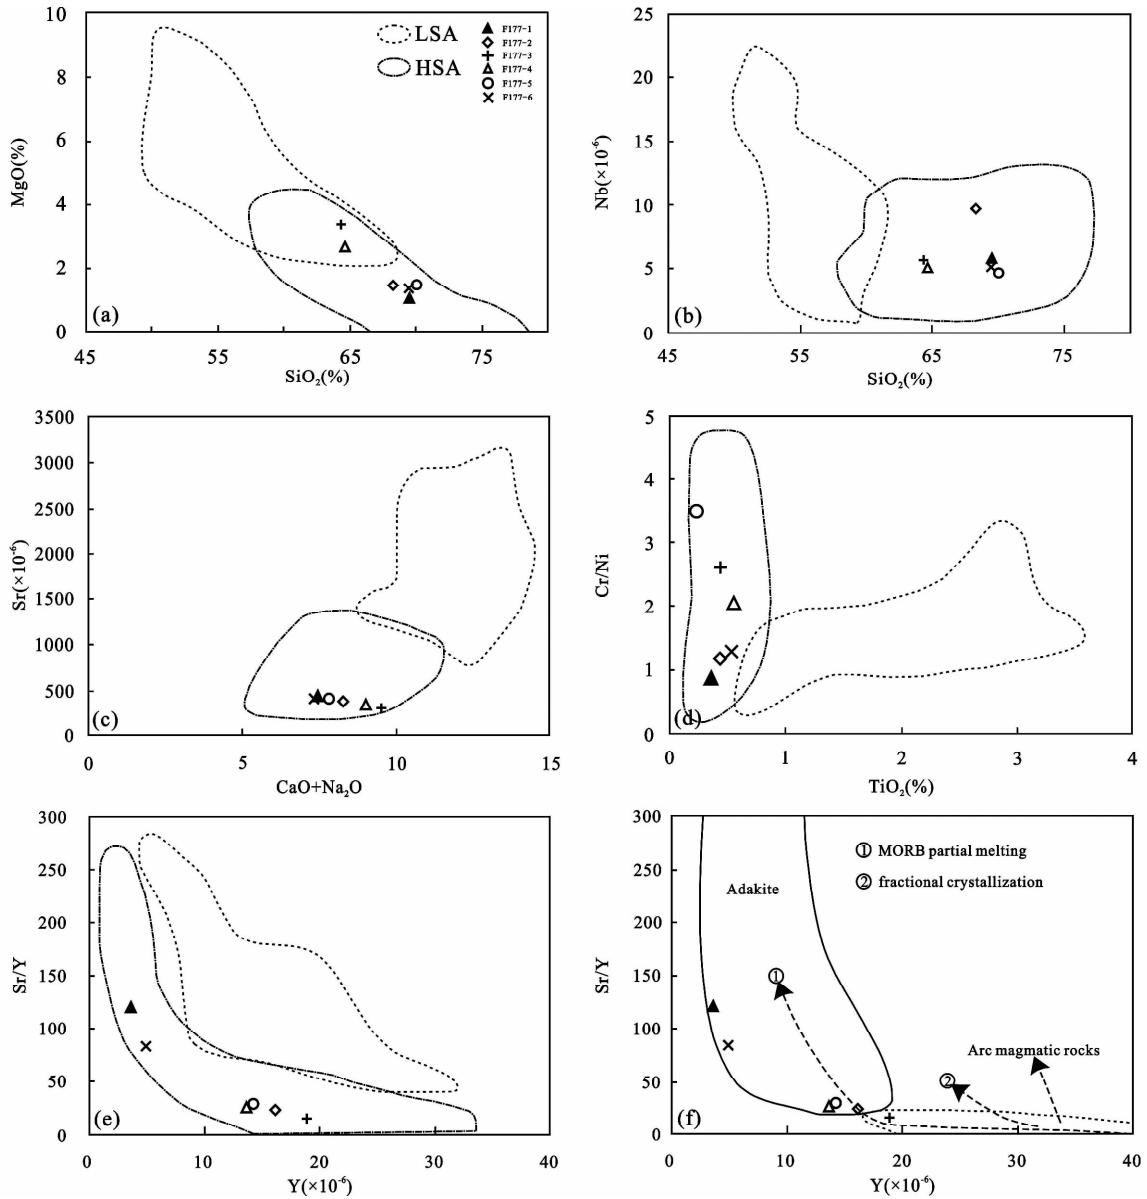 10
8
6
4
2
0
MgO(%)
LSA
HSA
F177-1
F177-2
F177-3
F177-4
F177-5
F177-6
(a)
45 55 65 75
SiO₂(%)
25
20
15
10
5
0
Nb(×10⁻⁶)
(b)
45 55 65 75
SiO₂(%)
3500
3000
2500
2000
1500
1000
500
0
Sr(×10⁻⁶)
(c)
0 5 10 15
CaO+Na₂O
5
4
3
2
1
0
Cr/Ni
(d)
0 1 2 3 4
TiO₂(%)
300
250
200
150
100
50
0
Sr/Y
(e)
0 10 20 30 40
Y(×10⁻⁶)
300
250
200
150
100
50
0
Sr/Y
① MORB partial melting
② fractional crystallization
Adakite
①
Arc magmatic rocks
②
(f)
0 10 20 30 40
Y(×10⁻⁶)